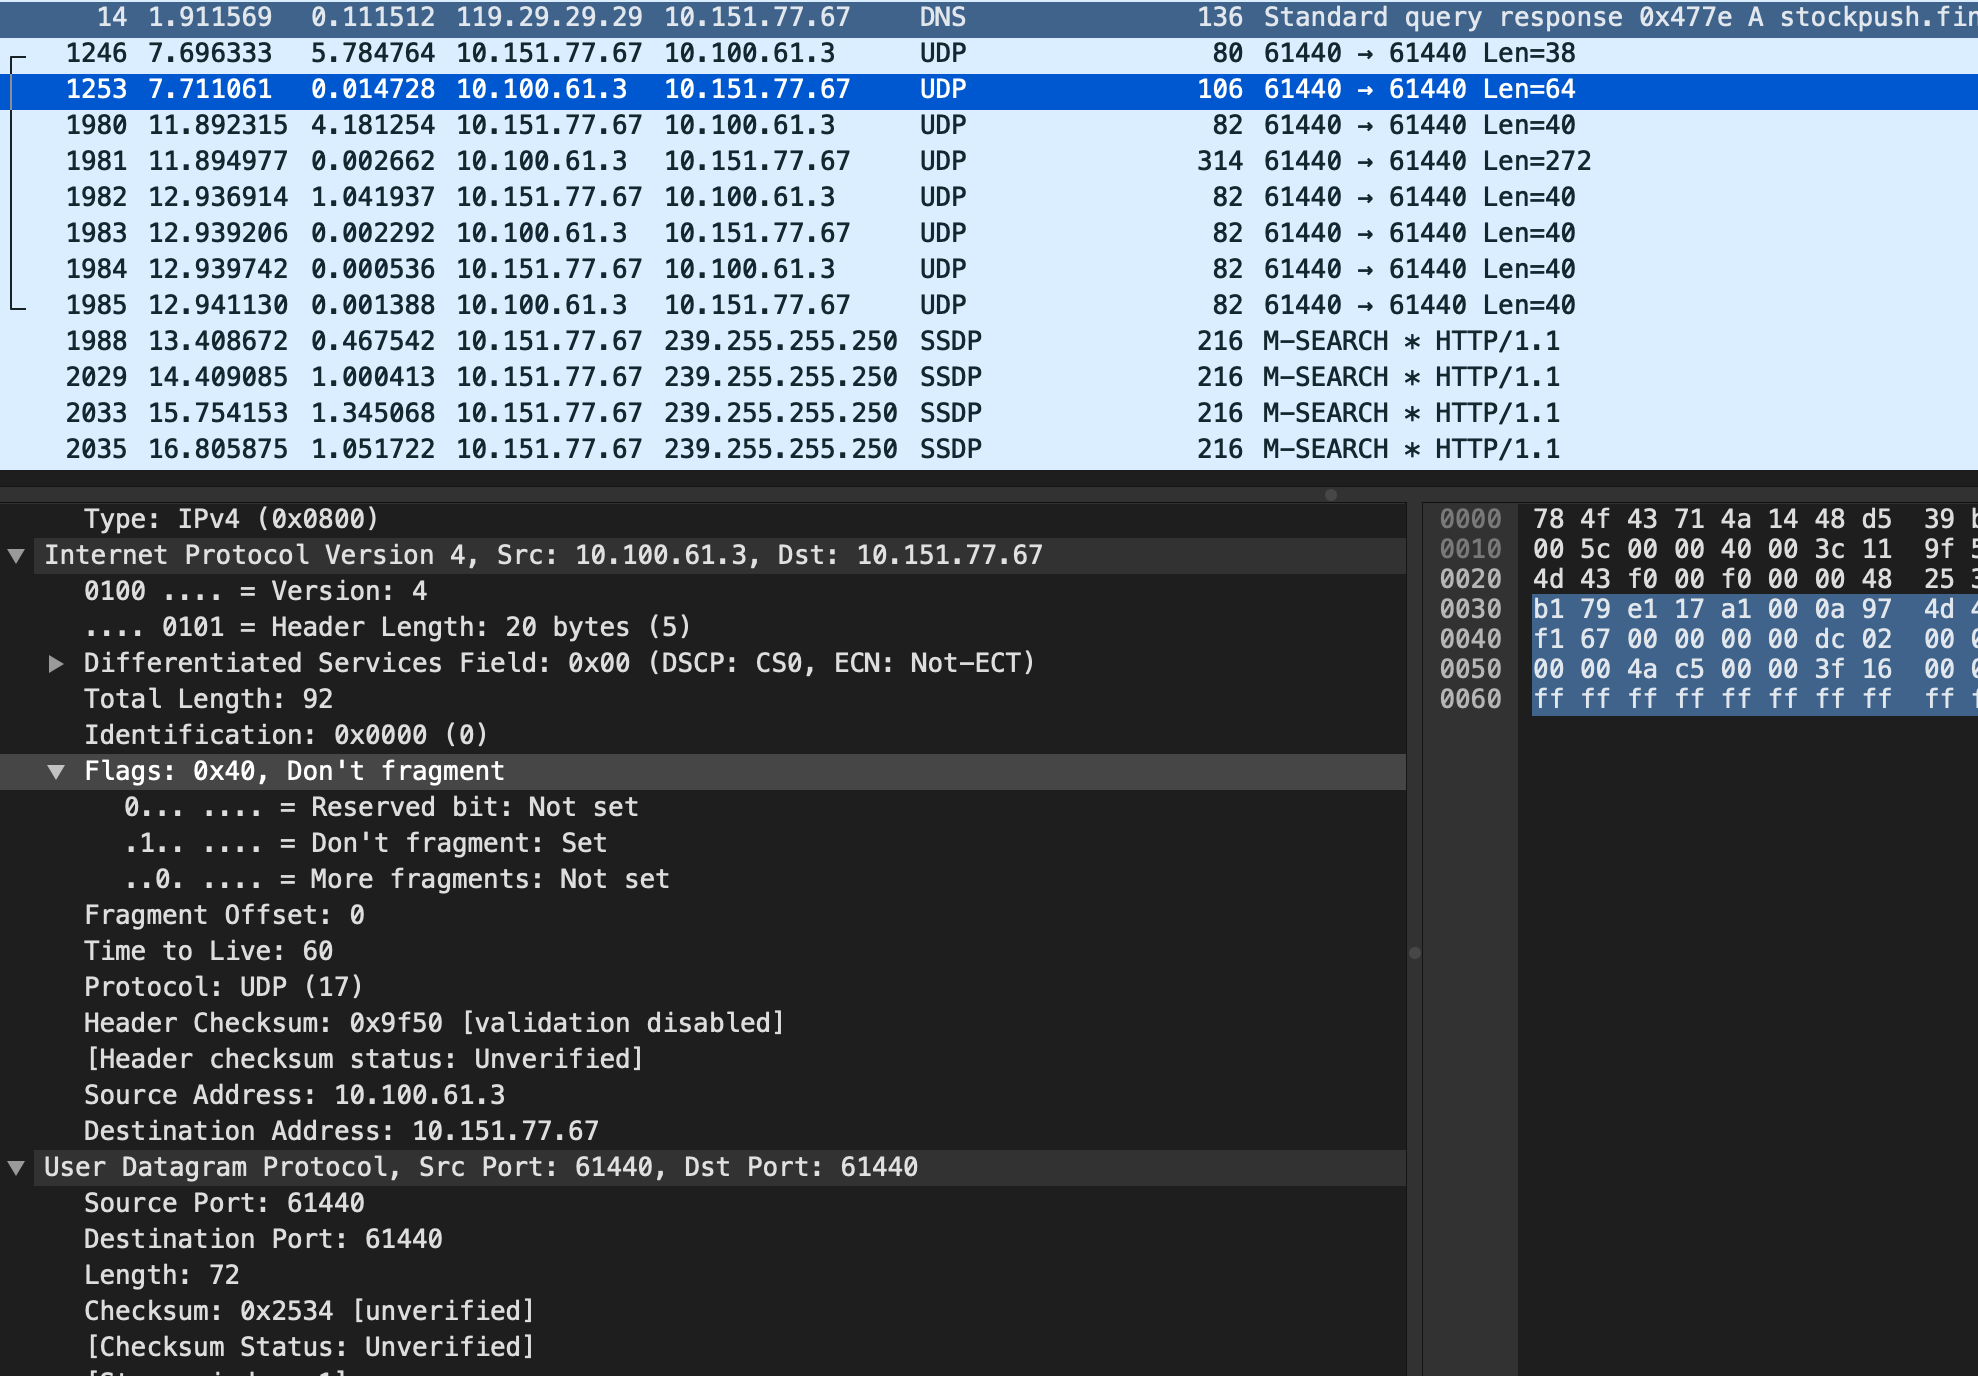 14 1.911569 0.111512 119.29.29.29 10.151.77.67 DNS 136 Standard query response 0x477e A stockpush.fin
1246 7.696333 5.784764 10.151.77.67 10.100.61.3 UDP 80 61440 → 61440 Len=38
1253 7.711061 0.014728 10.100.61.3 10.151.77.67 UDP 106 61440 → 61440 Len=64
1980 11.892315 4.181254 10.151.77.67 10.100.61.3 UDP 82 61440 → 61440 Len=40
1981 11.894977 0.002662 10.100.61.3 10.151.77.67 UDP 314 61440 → 61440 Len=272
1982 12.936914 1.041937 10.151.77.67 10.100.61.3 UDP 82 61440 → 61440 Len=40
1983 12.939206 0.002292 10.100.61.3 10.151.77.67 UDP 82 61440 → 61440 Len=40
1984 12.939742 0.000536 10.151.77.67 10.100.61.3 UDP 82 61440 → 61440 Len=40
1985 12.941130 0.001388 10.100.61.3 10.151.77.67 UDP 82 61440 → 61440 Len=40
1988 13.408672 0.467542 10.151.77.67 239.255.255.250 SSDP 216 M-SEARCH * HTTP/1.1
2029 14.409085 1.000413 10.151.77.67 239.255.255.250 SSDP 216 M-SEARCH * HTTP/1.1
2033 15.754153 1.345068 10.151.77.67 239.255.255.250 SSDP 216 M-SEARCH * HTTP/1.1
2035 16.805875 1.051722 10.151.77.67 239.255.255.250 SSDP 216 M-SEARCH * HTTP/1.1
Type: IPv4 (0x0800)
Internet Protocol Version 4, Src: 10.100.61.3, Dst: 10.151.77.67
0100 .... = Version: 4
.... 0101 = Header Length: 20 bytes (5)
Differentiated Services Field: 0x00 (DSCP: CS0, ECN: Not-ECT)
Total Length: 92
Identification: 0x0000 (0)
Flags: 0x40, Don't fragment
0... .... = Reserved bit: Not set
.1.. .... = Don't fragment: Set
..0. .... = More fragments: Not set
Fragment Offset: 0
Time to Live: 60
Protocol: UDP (17)
Header Checksum: 0x9f50 [validation disabled]
[Header checksum status: Unverified]
Source Address: 10.100.61.3
Destination Address: 10.151.77.67
User Datagram Protocol, Src Port: 61440, Dst Port: 61440
Source Port: 61440
Destination Port: 61440
Length: 72
Checksum: 0x2534 [unverified]
[Checksum Status: Unverified]
0000 78 4f 43 71 4a 14 48 d5 39
0010 00 5c 00 00 40 00 3c 11 9f
0020 4d 43 f0 00 f0 00 00 48 25
0030 b1 79 e1 17 a1 00 0a 97 4d
0040 f1 67 00 00 00 00 dc 02 00
0050 00 00 4a c5 00 00 3f 16 00
0060 ff ff ff ff ff ff ff ff ff